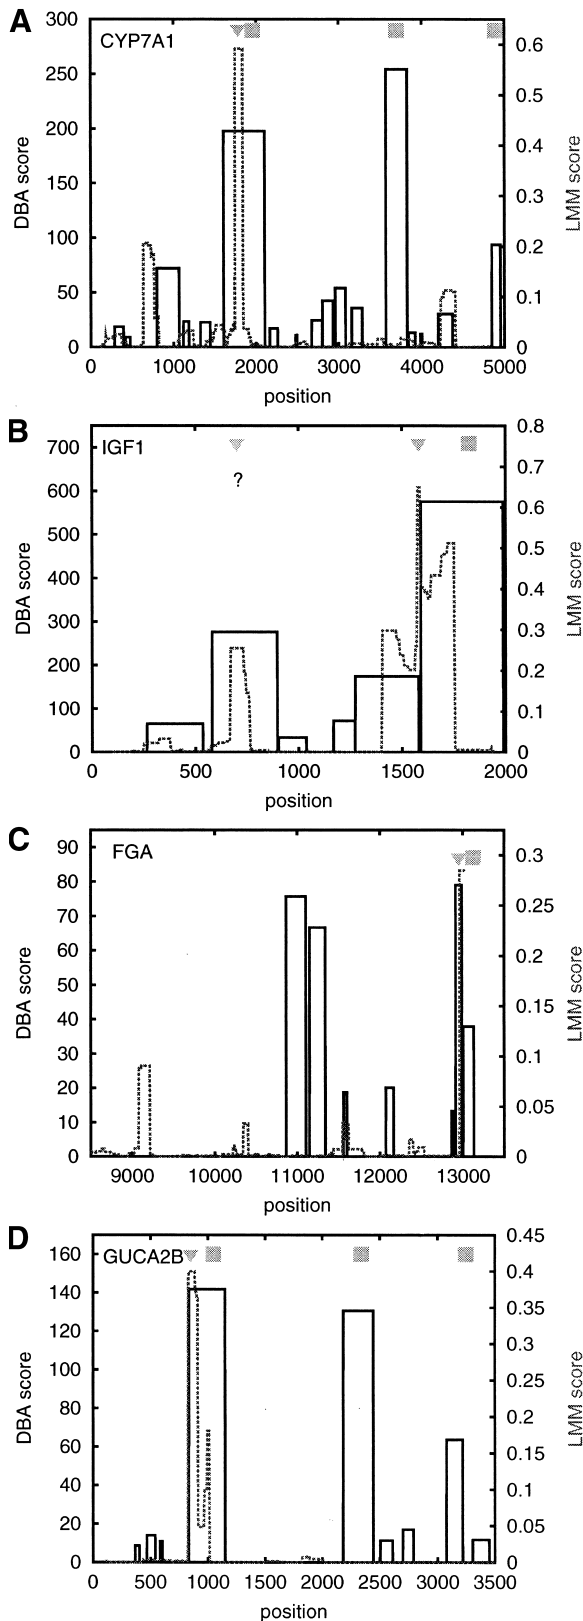 A
CYP7A1
300
250
200
150
100
50
0
DBA score
0.6
0.5
0.4
0.3
0.2
0.1
0
LMM score
0 1000 2000 3000 4000 5000
position
B
IGF1
?
700
600
500
400
300
200
100
0
DBA score
0.8
0.7
0.6
0.5
0.4
0.3
0.2
0.1
0
LMM score
0 500 1000 1500 2000
position
C
FGA
90
80
70
60
50
40
30
20
10
0
DBA score
0.3
0.25
0.2
0.15
0.1
0.05
0
LMM score
9000 10000 11000 12000 13000
position
D
GUCA2B
160
140
120
100
80
60
40
20
0
DBA score
0.45
0.4
0.35
0.3
0.25
0.2
0.15
0.1
0.05
0
LMM score
0 500 1000 1500 2000 2500 3000 3500
position